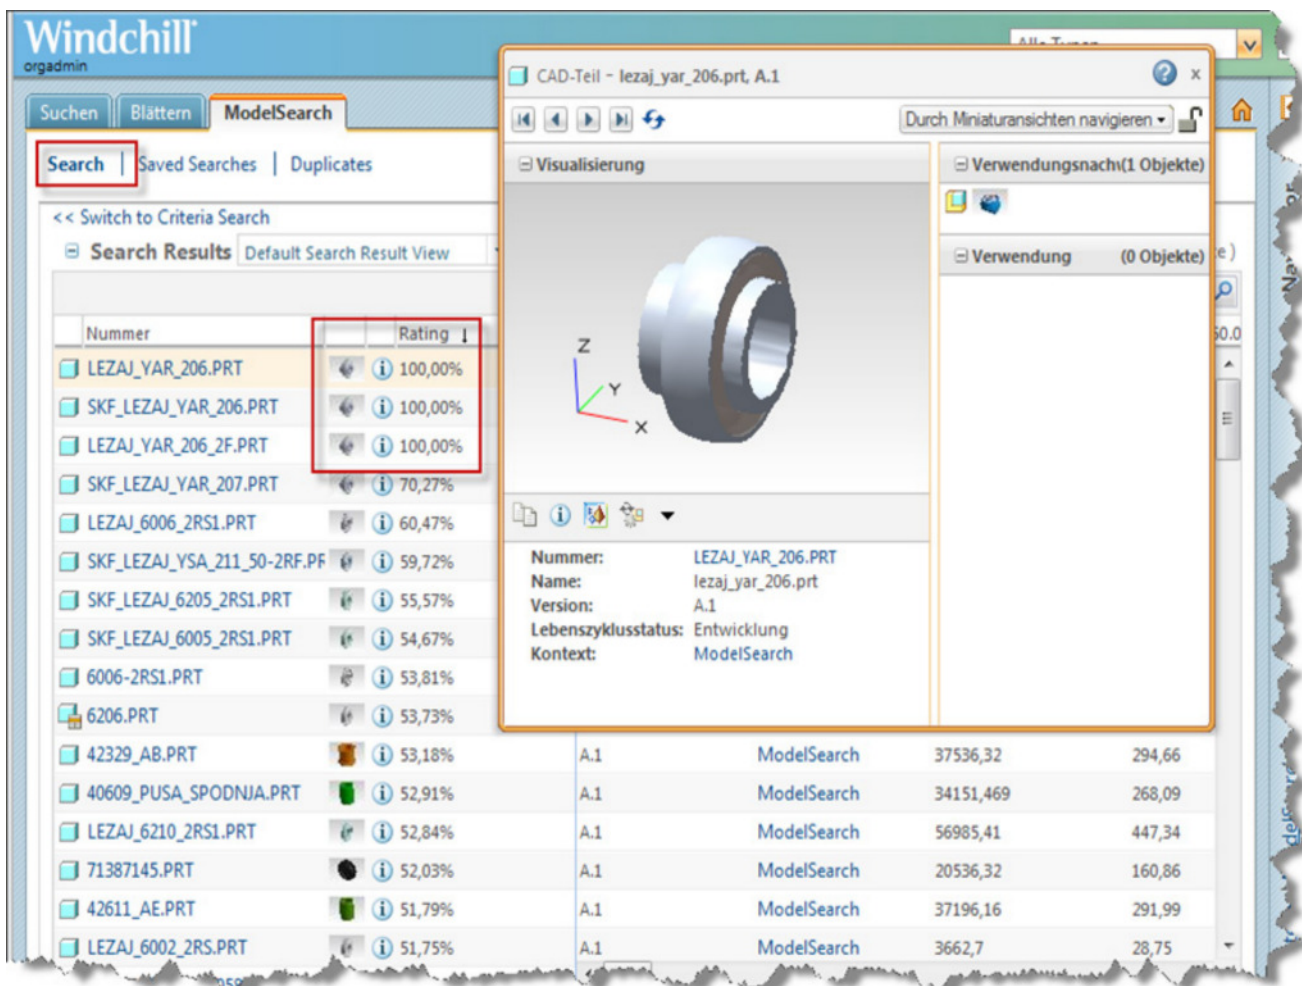 Windchill
orgadmin
Suchen Blättern ModelSearch
Search | Saved Searches | Duplicates
<< Switch to Criteria Search
Search Results Default Search Result View
Nummer Rating
LEZAJ_YAR_206.PRT 100,00%
SKF_LEZAJ_YAR_206.PRT 100,00%
LEZAJ_YAR_206_2F.PRT 100,00%
SKF_LEZAJ_YAR_207.PRT 70,27%
LEZAJ_6006_2RS1.PRT 60,47%
SKF_LEZAJ_YSA_211_50-2RF.PR 59,72%
SKF_LEZAJ_6205_2RS1.PRT 55,57%
SKF_LEZAJ_6005_2RS1.PRT 54,67%
6006-2RS1.PRT 53,81%
6206.PRT 53,73%
42329_AB.PRT 53,18% A.1 ModelSearch 37536,32 294,66
40609_PUSA_SPODNJA.PRT 52,91% A.1 ModelSearch 34151,469 268,09
LEZAJ_6210_2RS1.PRT 52,84% A.1 ModelSearch 56985,41 447,34
71387145.PRT 52,03% A.1 ModelSearch 20536,32 160,86
42611_AE.PRT 51,79% A.1 ModelSearch 37196,16 291,99
LEZAJ_6002_2RS.PRT 51,75% A.1 ModelSearch 3662,7 28,75
CAD-Teil - lezaj_yar_206.prt, A.1
Durch Miniaturansichten navigieren
Visualisierung
Z
Y
X
Nummer: LEZAJ_YAR_206.PRT
Name: lezaj_yar_206.prt
Version: A.1
Lebenszyklusstatus: Entwicklung
Kontext: ModelSearch
Verwendungsnach (1 Objekte)
Verwendung (0 Objekte)